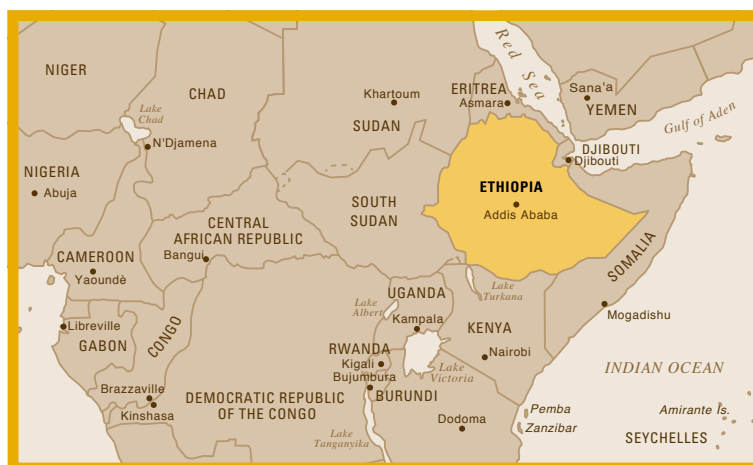 NIGER
CHAD
Lake
Chad
N'Djamena
Khartoum
SUDAN
ERITREA
Asmara
Red Sea
Sana'a
YEMEN
Gulf of Aden
DJIBOUTI
Djibouti
NIGERIA
Abuja
ETHIOPIA
Addis Ababa
SOUTH
SUDAN
CENTRAL
AFRICAN REPUBLIC
Bangui
CAMEROON
Yaoundè
SOMALIA
Mogadishu
Lake
Turkana
UGANDA
Kampala
Lake
Albert
KENYA
Nairobi
Libreville
GABON
CONGO
RWANDA
Kigali
Bujumbura
BURUNDI
Lake
Victoria
INDIAN OCEAN
Brazzaville
Kinshasa
DEMOCRATIC REPUBLIC
OF THE CONGO
Lake
Tanganyika
Dodoma
Pemba
Zanzibar
Amirante Is.
SEYCHELLES